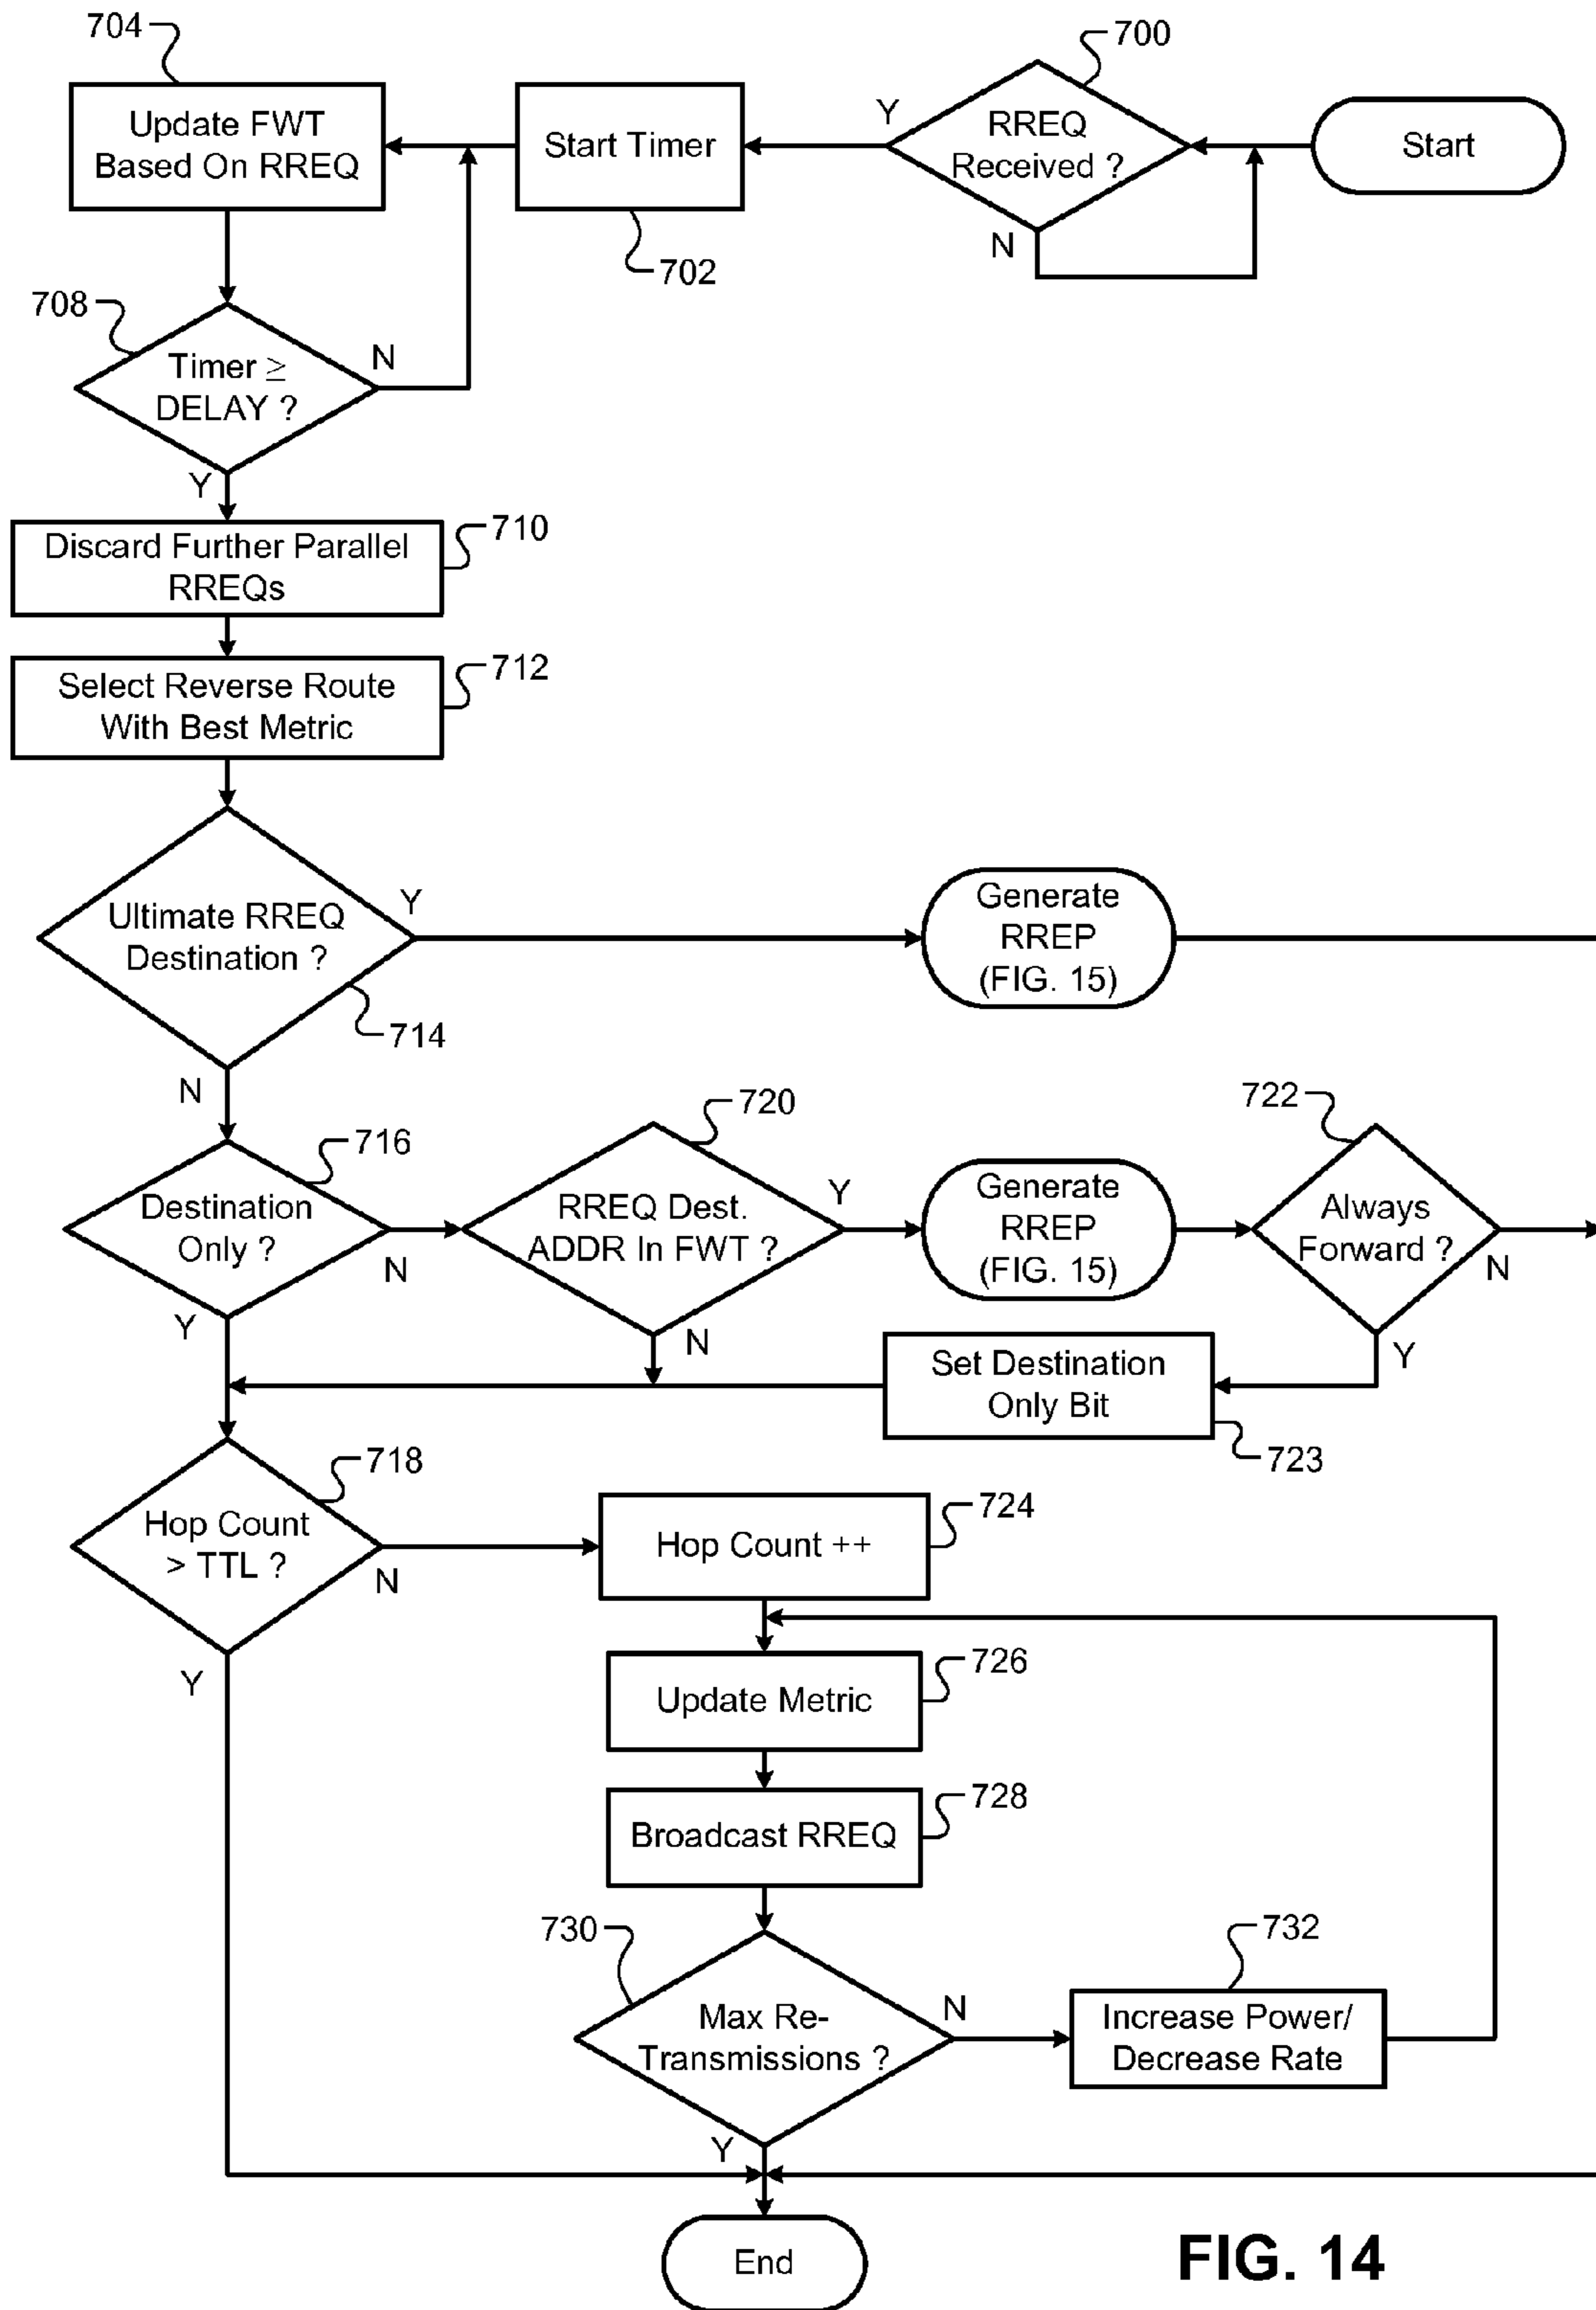 704
700
Update FWT
Based On RREQ
Start Timer
Y
RREQ
Received ?
Start
702
N
708
Timer ≥
DELAY ?
N
Y
Discard Further Parallel
RREQs
710
Select Reverse Route
With Best Metric
712
Ultimate RREQ
Destination ?
Y
714
N
Generate
RREP
(FIG. 15)
716
720
722
Destination
Only ?
N
Y
RREQ Dest.
ADDR In FWT ?
Y
N
Generate
RREP
(FIG. 15)
Always
Forward ?
N
Y
Set Destination
Only Bit
723
718
Hop Count
> TTL ?
N
Y
Hop Count ++
724
Update Metric
726
Broadcast RREQ
728
730
Max Re-
Transmissions ?
N
Y
732
Increase Power/
Decrease Rate
End
FIG. 14